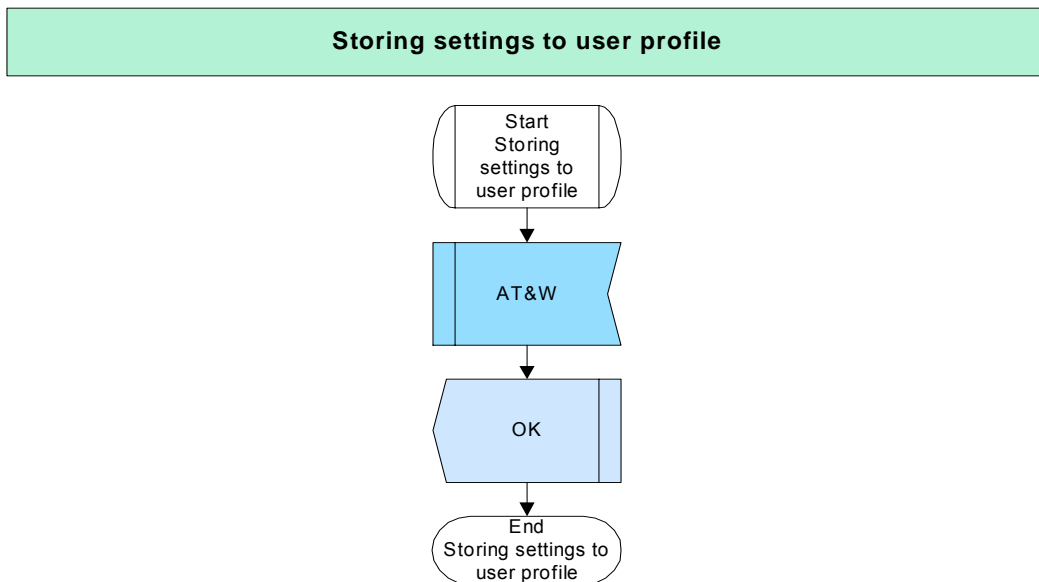 Storing settings to user profile
Start
Storing
settings to
user profile
AT&W
OK
End
Storing settings to
user profile